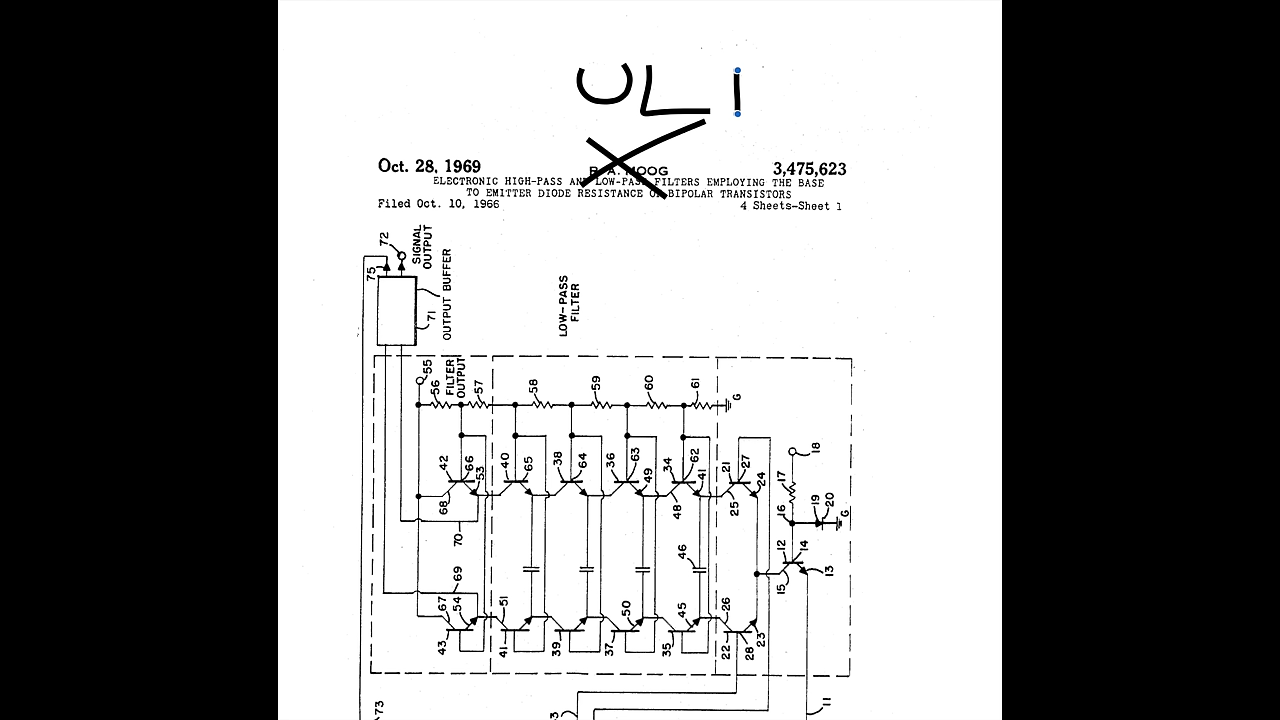 OLI
Oct. 28, 1969 R. A. MOOG 3,475,623
ELECTRONIC HIGH-PASS AND LOW-PASS FILTERS EMPLOYING THE BASE
TO EMITTER DIODE RESISTANCE OF BIPOLAR TRANSISTORS
Filed Oct. 10, 1966 4 Sheets-Sheet 1
72
SIGNAL
OUTPUT
75
OUTPUT BUFFER
71
LOW-PASS
FILTER
55
FILTER
OUTPUT
56 57 58 59 60 61 G
42 66 53 40 65 38 64 36 63 49 34 62 41 21 27 24 17 18
68 48 25 16 19 20 G
70 46 12 14
69 15 13
67 54 51 50 45 26
43 41 39 37 35 22 28 23
73 11